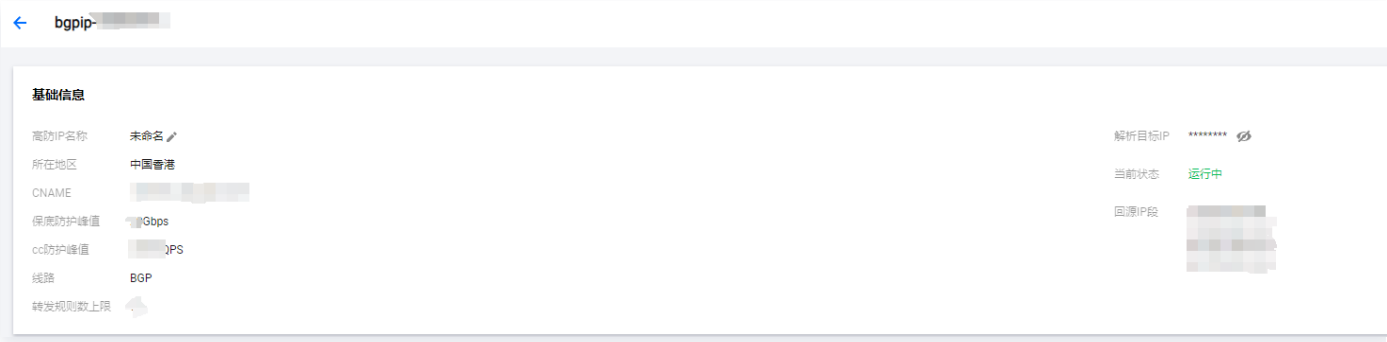 bgpip-
基础信息
高防IP名称 未命名
所在地区 中国香港
CNAME
保底防护峰值 Gbps
cc防护峰值 QPS
线路 BGP
转发规则数上限
解析目标IP ********
当前状态 运行中
回源IP段